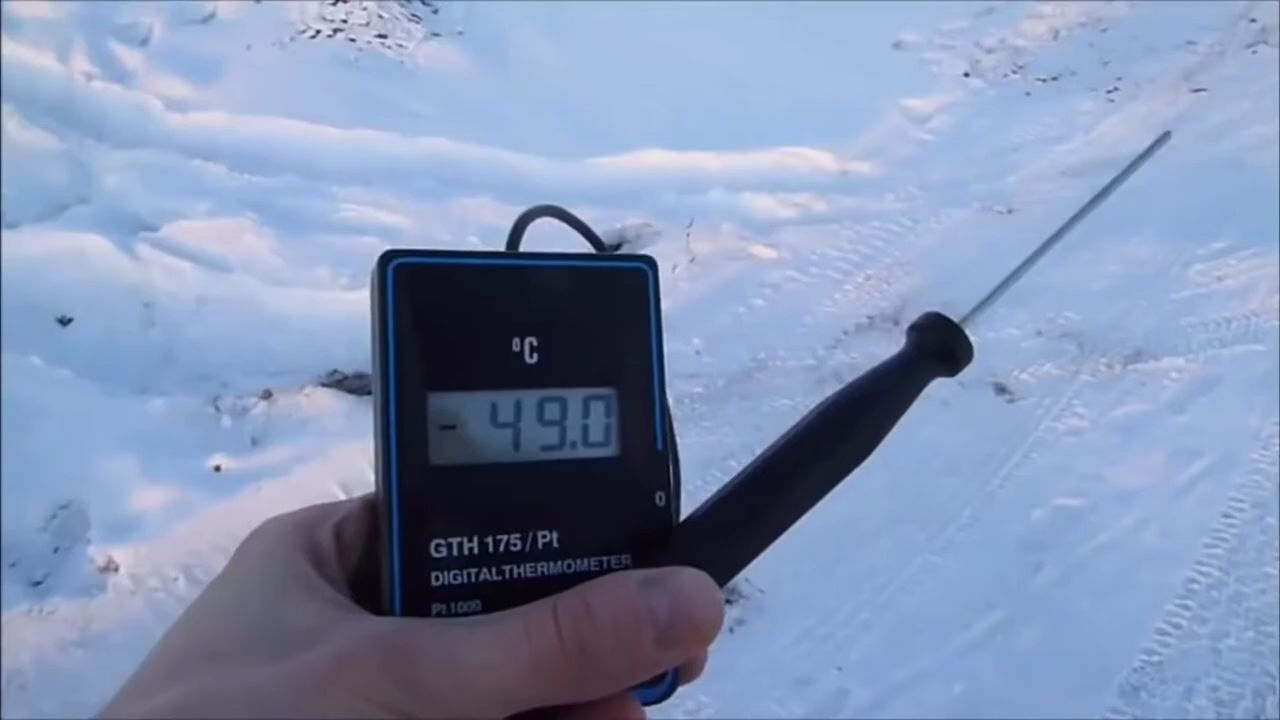 °C
- 49.0
0
GTH 175 / Pt
DIGITALTHERMOMETER
Pt 1000